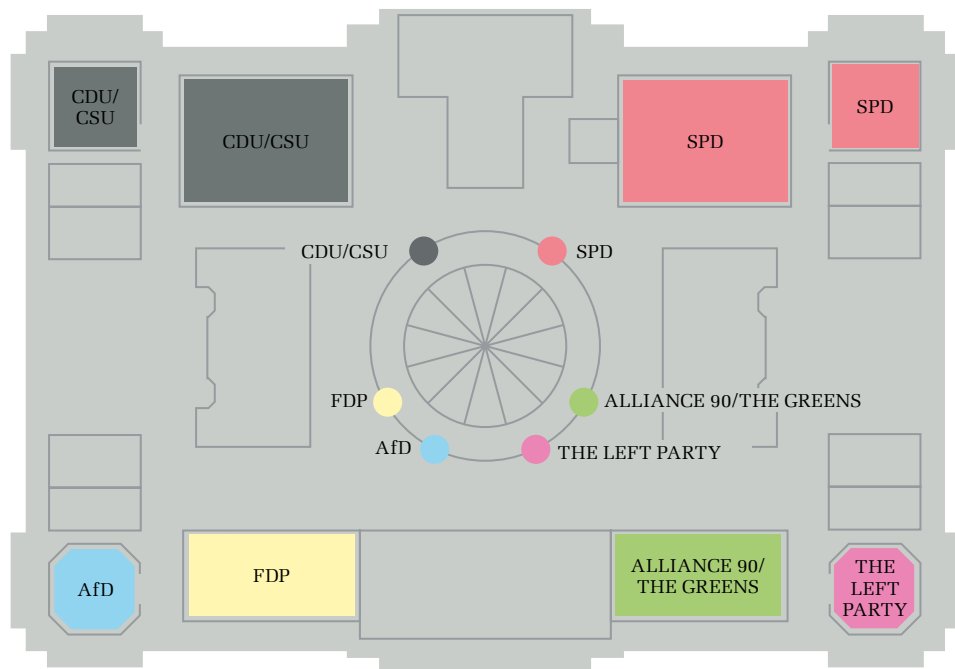 CDU/
CSU
CDU/CSU
SPD
SPD
CDU/CSU
SPD
FDP
ALLIANCE 90/THE GREENS
AfD
THE LEFT PARTY
AfD
FDP
ALLIANCE 90/
THE GREENS
THE
LEFT
PARTY